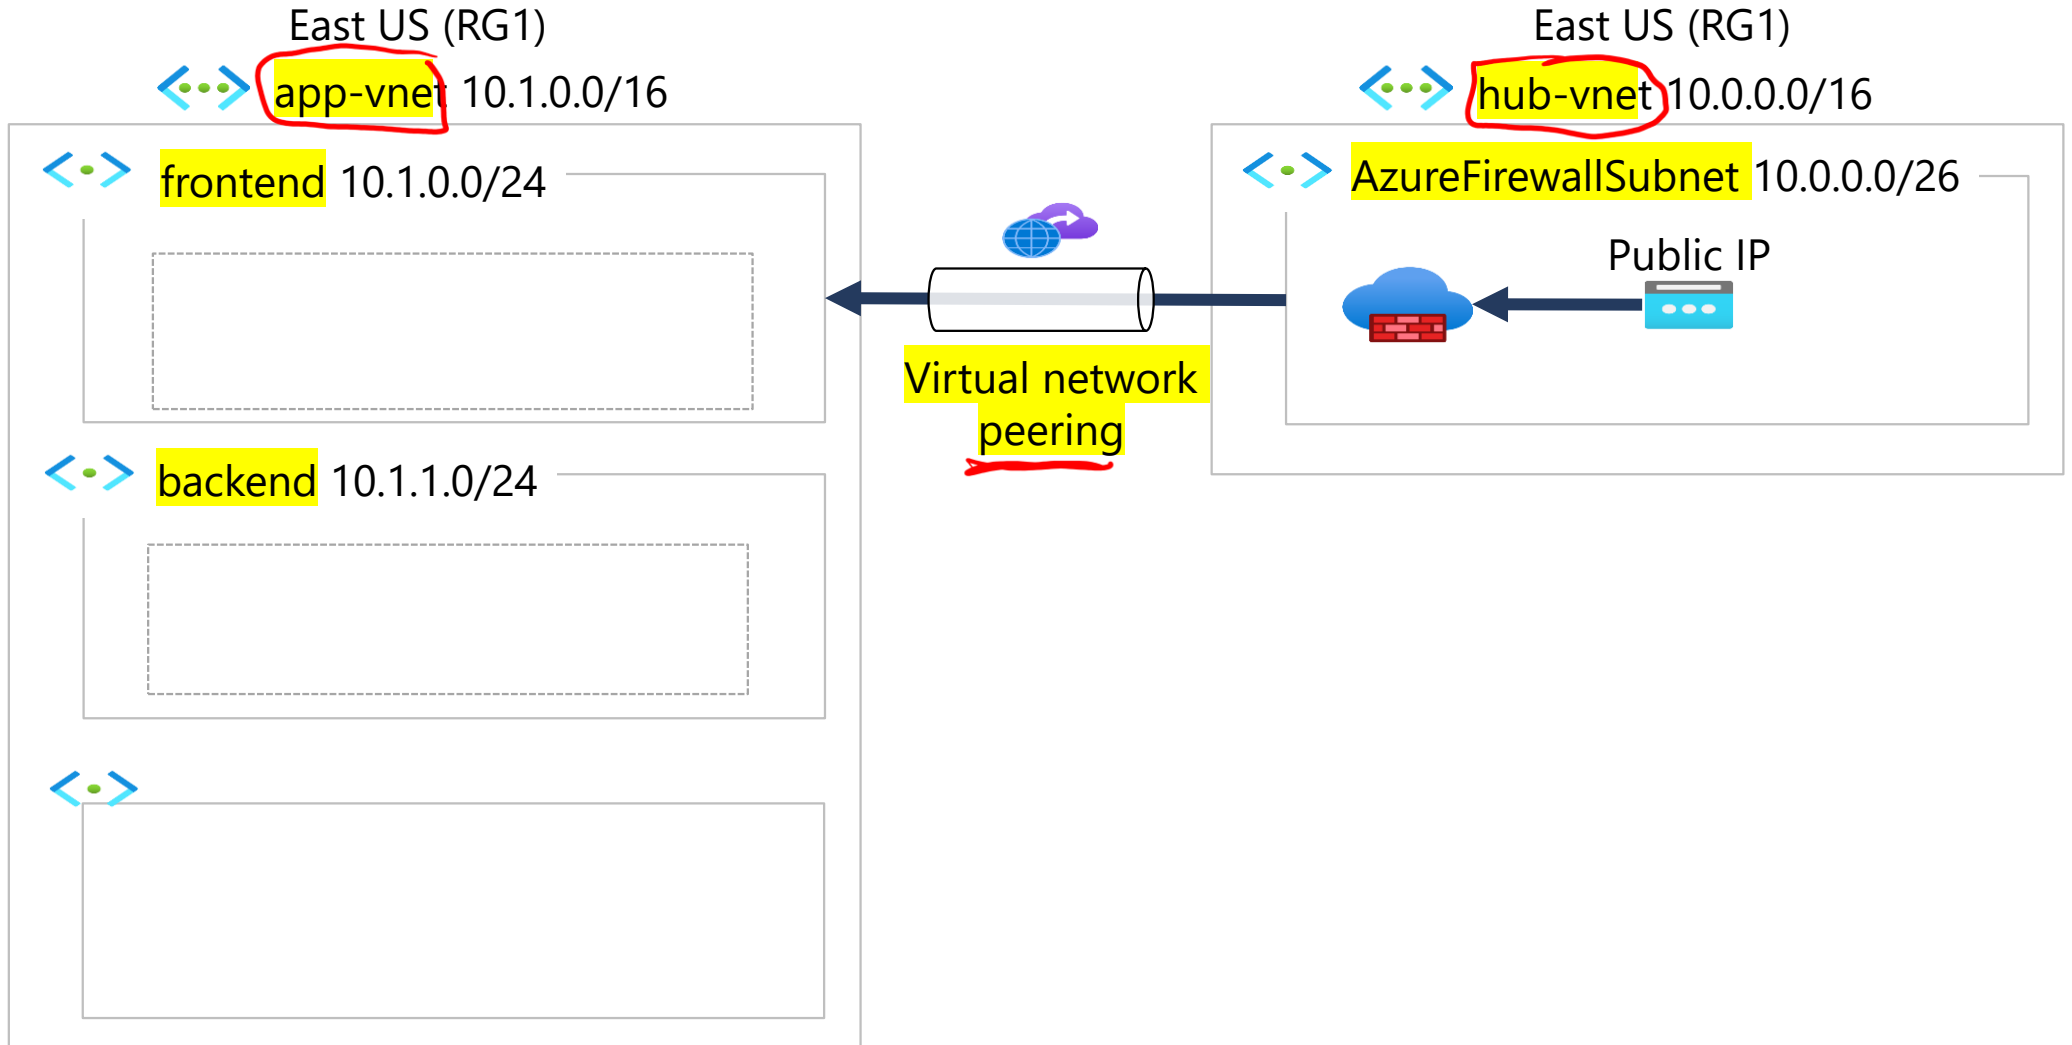 East US (RG1)
app-vnet 10.1.0.0/16
frontend 10.1.0.0/24
backend 10.1.1.0/24
Virtual network
peering
East US (RG1)
hub-vnet 10.0.0.0/16
AzureFirewallSubnet 10.0.0.0/26
Public IP